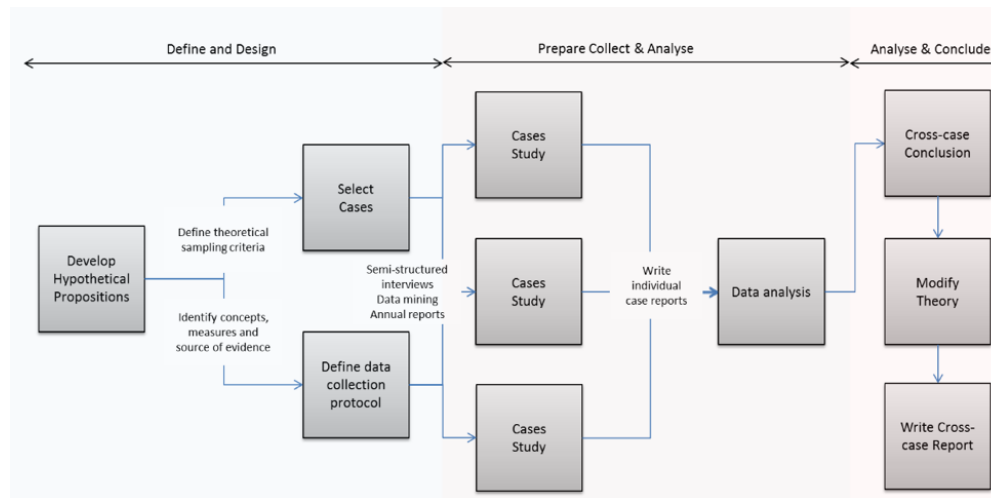 Define and Design
Prepare Collect & Analyse
Analyse & Conclude
Develop
Hypothetical
Propositions
Define theoretical
sampling criteria
Identify concepts,
measures and
source of evidence
Select
Cases
Define data
collection
protocol
Semi-structured
interviews
Data mining
Annual reports
Cases
Study
Cases
Study
Cases
Study
Write
individual
case reports
Data analysis
Cross-case
Conclusion
Modify
Theory
Write Cross-
case Report